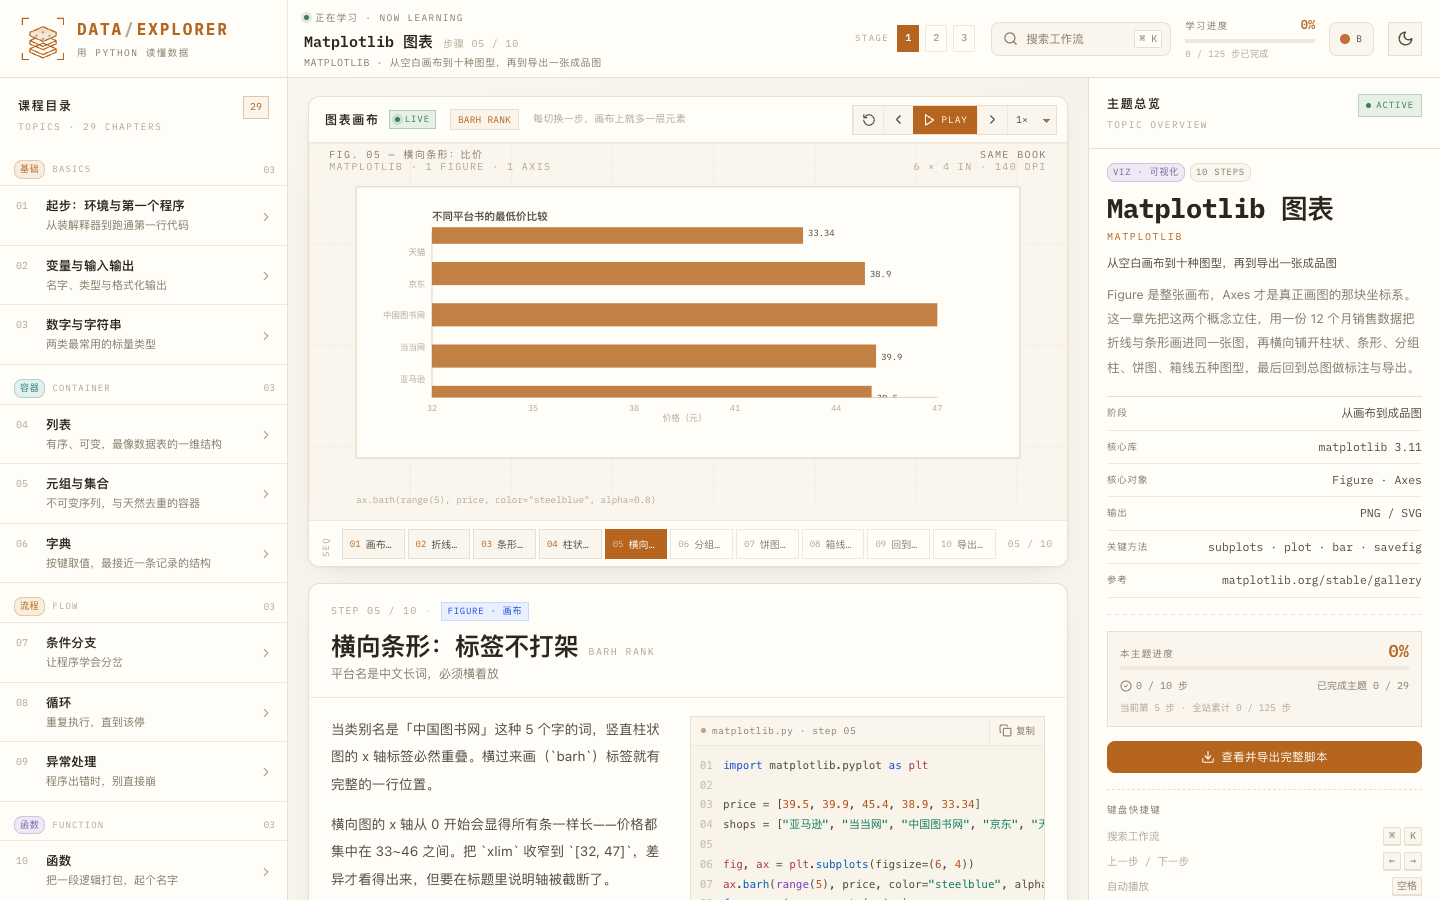 DATA/EXPLORER
用 PYTHON 读懂数据
正在学习 · NOW LEARNING
Matplotlib 图表 步骤 05 / 10
MATPLOTLIB · 从空白画布到十种图型，再到导出一张成品图
STAGE 1 2 3
搜索工作流 ⌘ K
学习进度 0%
0 / 125 步已完成
B
课程目录 29
TOPICS · 29 CHAPTERS
基础 BASICS 03
01 起步：环境与第一个程序
从装解释器到跑通第一行代码
02 变量与输入输出
名字、类型与格式化输出
03 数字与字符串
两类最常用的标量类型
容器 CONTAINER 03
04 列表
有序、可变，最像数据表的一维结构
05 元组与集合
不可变序列，与天然去重的容器
06 字典
按键取值，最接近一条记录的结构
流程 FLOW 03
07 条件分支
让程序学会分岔
08 循环
重复执行，直到该停
09 异常处理
程序出错时，别直接崩
函数 FUNCTION 03
10 函数
把一段逻辑打包，起个名字
图表画布 LIVE BARH RANK 每切换一步，画布上就多一层元素
PLAY 1×
FIG. 05 — 横向条形：比价 SAME BOOK
MATPLOTLIB · 1 FIGURE · 1 AXIS 6 × 4 IN · 140 DPI
不同平台书的最低价比较
33.34
天猫
38.9
京东
中国图书网
当当网 39.9
亚马逊
32 35 38 41 44 47
价格（元）
ax.barh(range(5), price, color="steelblue", alpha=0.8)
SEQ 01 画布… 02 折线… 03 条形… 04 柱状… 05 横向… 06 分组… 07 饼图… 08 箱线… 09 回到… 10 导出… 05 / 10
STEP 05 / 10 · FIGURE · 画布
横向条形：标签不打架 BARH RANK
平台名是中文长词，必须横着放
当类别名是「中国图书网」这种 5 个字的词，竖直柱状
图的 x 轴标签必然重叠。横过来画（`barh`）标签就有
完整的一行位置。
横向图的 x 轴从 0 开始会显得所有条一样长——价格都
集中在 33~46 之间。把 `xlim` 收窄到 `[32, 47]`，差
异才看得出来，但要在标题里说明轴被截断了。
matplotlib.py · step 05 复制
01 import matplotlib.pyplot as plt
02
03 price = [39.5, 39.9, 45.4, 38.9, 33.34]
04 shops = ["亚马逊", "当当网", "中国图书网", "京东",
05
06 fig, ax = plt.subplots(figsize=(6, 4))
07 ax.barh(range(5), price, color="steelblue", alpha
主题总览 ACTIVE
TOPIC OVERVIEW
VIZ · 可视化 10 STEPS
Matplotlib 图表
MATPLOTLIB
从空白画布到十种图型，再到导出一张成品图
Figure 是整张画布，Axes 才是真正画图的那块坐标系。
这一章先把这两个概念立住，用一份 12 个月销售数据把
折线与条形画进同一张图，再横向铺开柱状、条形、分组
柱、饼图、箱线五种图型，最后回到总图做标注与导出。
阶段 从画布到成品图
核心库 matplotlib 3.11
核心对象 Figure · Axes
输出 PNG / SVG
关键方法 subplots · plot · bar · savefig
参考 matplotlib.org/stable/gallery
本主题进度 0%
0 / 10 步 已完成主题 0 / 29
当前第 5 步 · 全站累计 0 / 125 步
查看并导出完整脚本
键盘快捷键
搜索工作流 ⌘ K
上一步 / 下一步 ← →
自动播放 空格